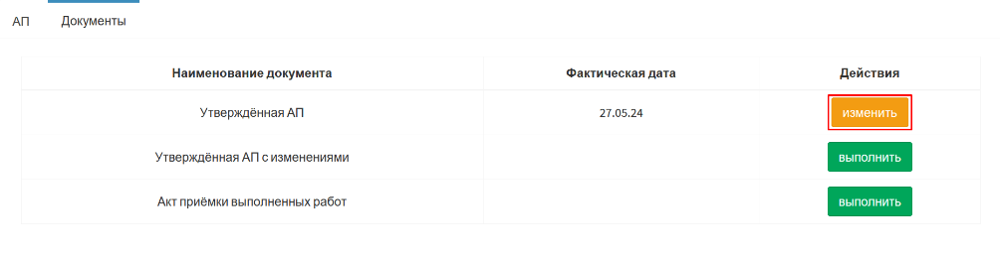 АП Документы
Наименование документа Фактическая дата Действия
Утверждённая АП 27.05.24 изменить
Утверждённая АП с изменениями выполнить
Акт приёмки выполненных работ выполнить